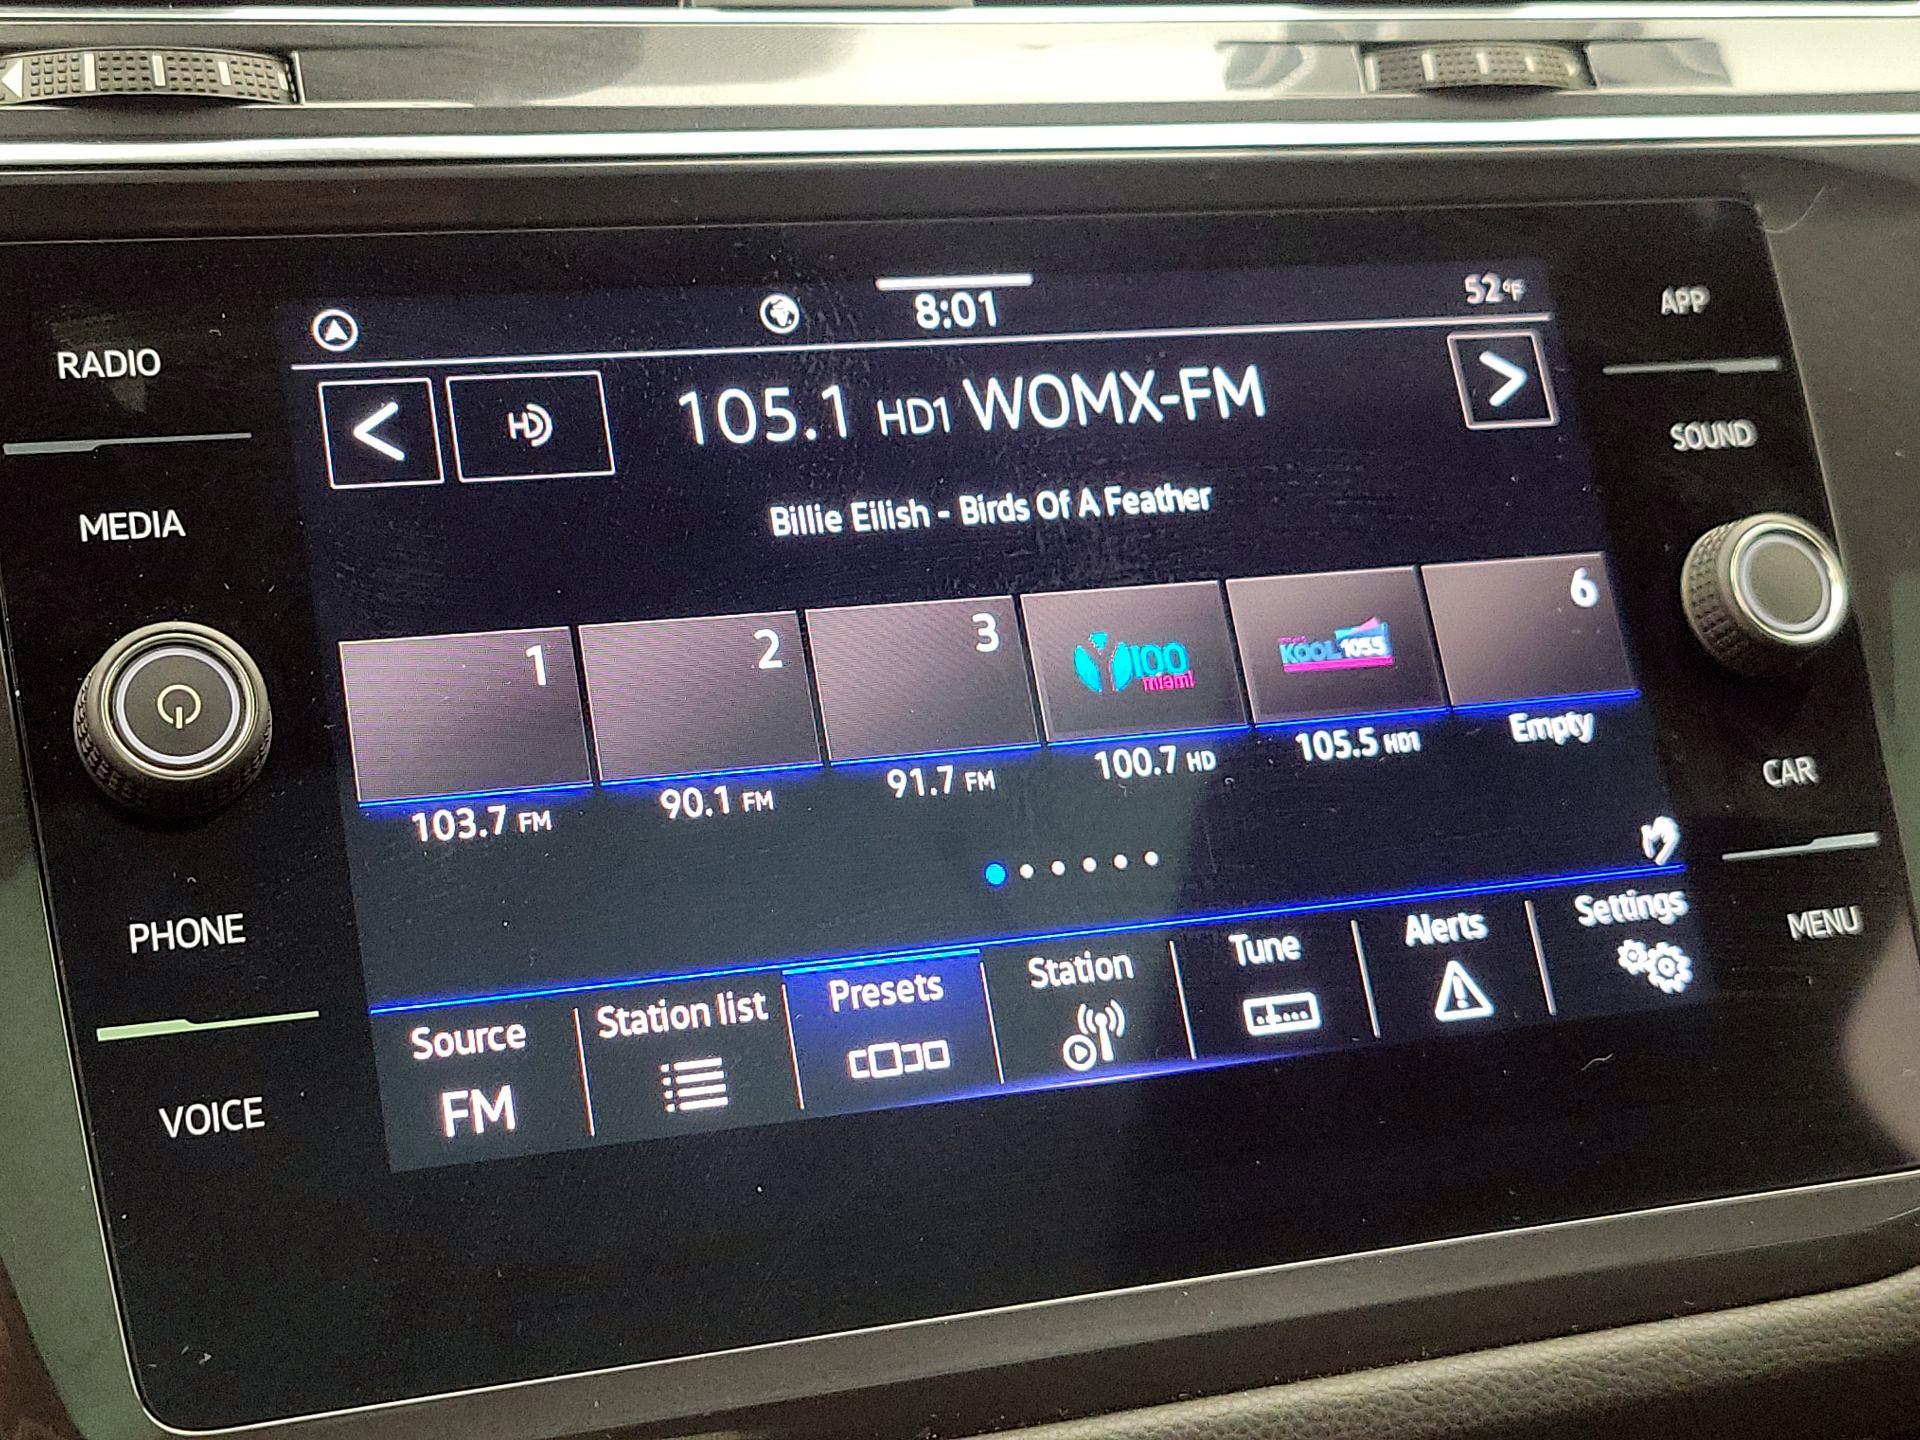 8:01
52°F
RADIO
MEDIA
PHONE
VOICE
<
HD
105.1 HD1 WOMX-FM
>
Billie Eilish - Birds Of A Feather
1
2
3
Y100
miami
KOOL 105.5
6
103.7 FM
90.1 FM
91.7 FM
100.7 HD
105.5 HD1
Empty
Source
FM
Station list
Presets
Station
Tune
Alerts
Settings
APP
SOUND
CAR
MENU